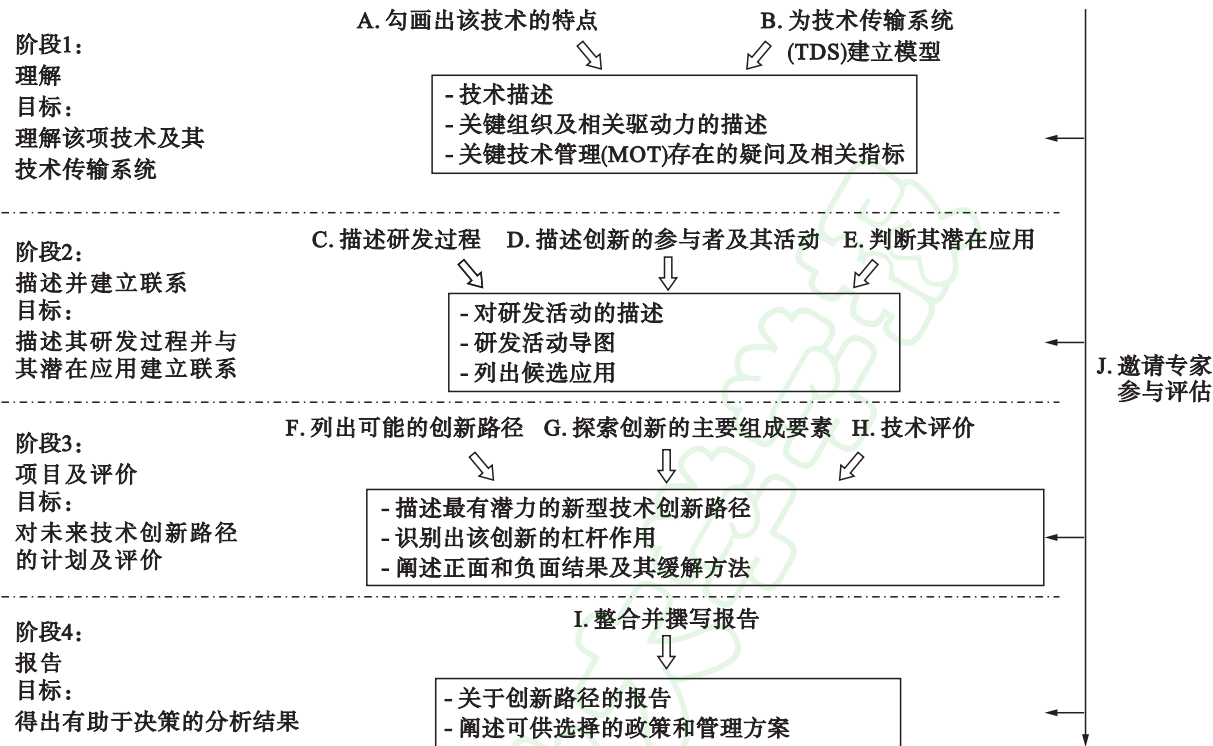 A. 勾画出该技术的特点
B. 为技术传输系统
(TDS)建立模型
阶段1：
理解
目标：
理解该项技术及其
技术传输系统
- 技术描述
- 关键组织及相关驱动力的描述
- 关键技术管理(MOT)存在的疑问及相关指标
C. 描述研发过程
D. 描述创新的参与者及其活动
E. 判断其潜在应用
阶段2：
描述并建立联系
目标：
描述其研发过程并与
其潜在应用建立联系
- 对研发活动的描述
- 研发活动导图
- 列出候选应用
J. 邀请专家
参与评估
F. 列出可能的创新路径
G. 探索创新的主要组成要素
H. 技术评价
阶段3：
项目及评价
目标：
对未来技术创新路径
的计划及评价
- 描述最有潜力的新型技术创新路径
- 识别出该创新的杠杆作用
- 阐述正面和负面结果及其缓解方法
I. 整合并撰写报告
阶段4：
报告
目标：
得出有助于决策的分析结果
- 关于创新路径的报告
- 阐述可供选择的政策和管理方案